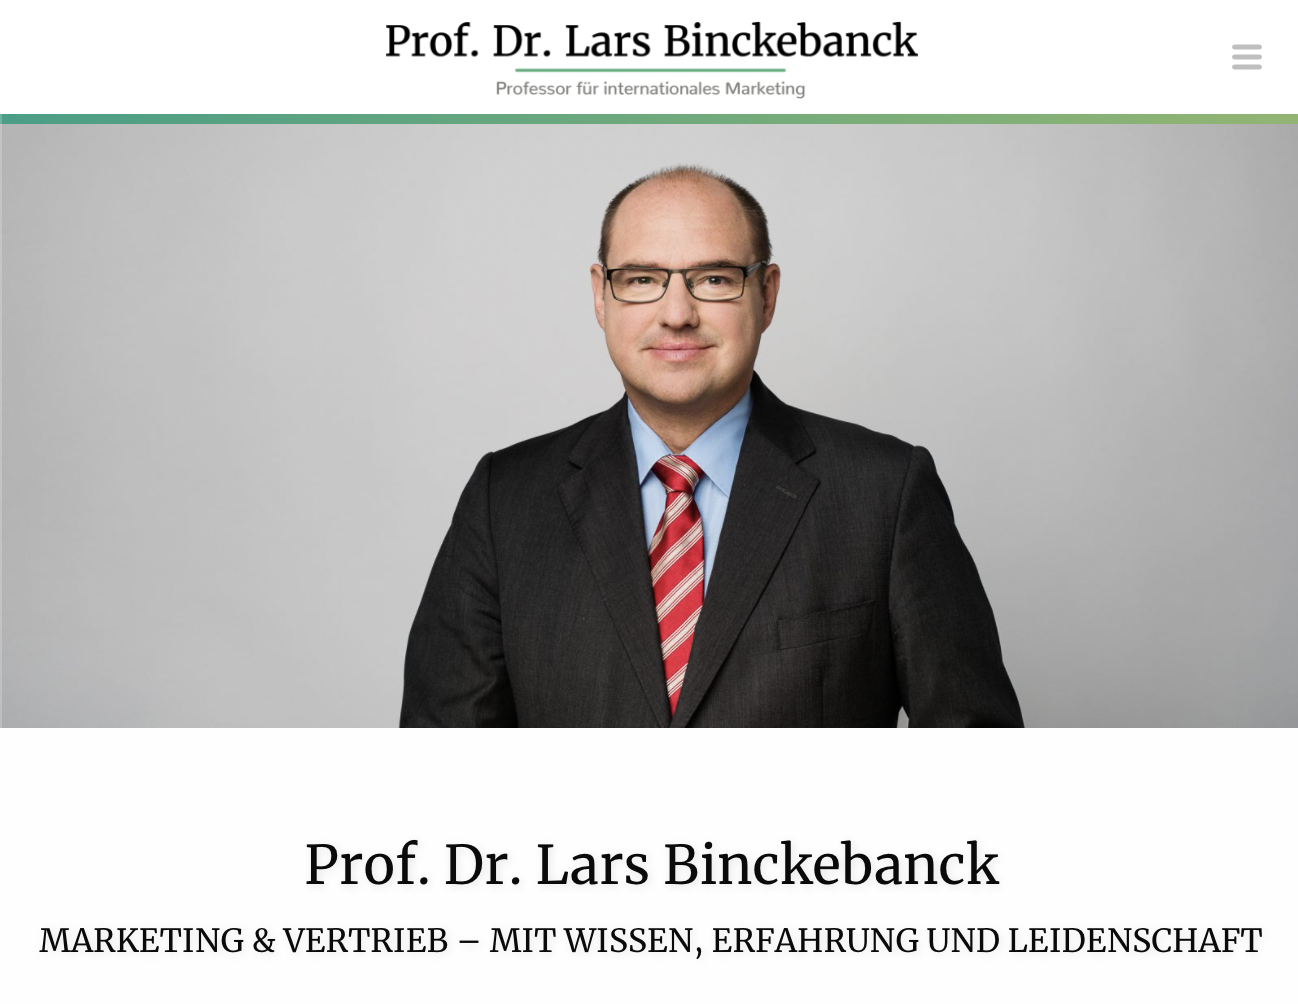 Prof. Dr. Lars Binckebanck
Professor für internationales Marketing
Prof. Dr. Lars Binckebanck
MARKETING & VERTRIEB – MIT WISSEN, ERFAHRUNG UND LEIDENSCHAFT